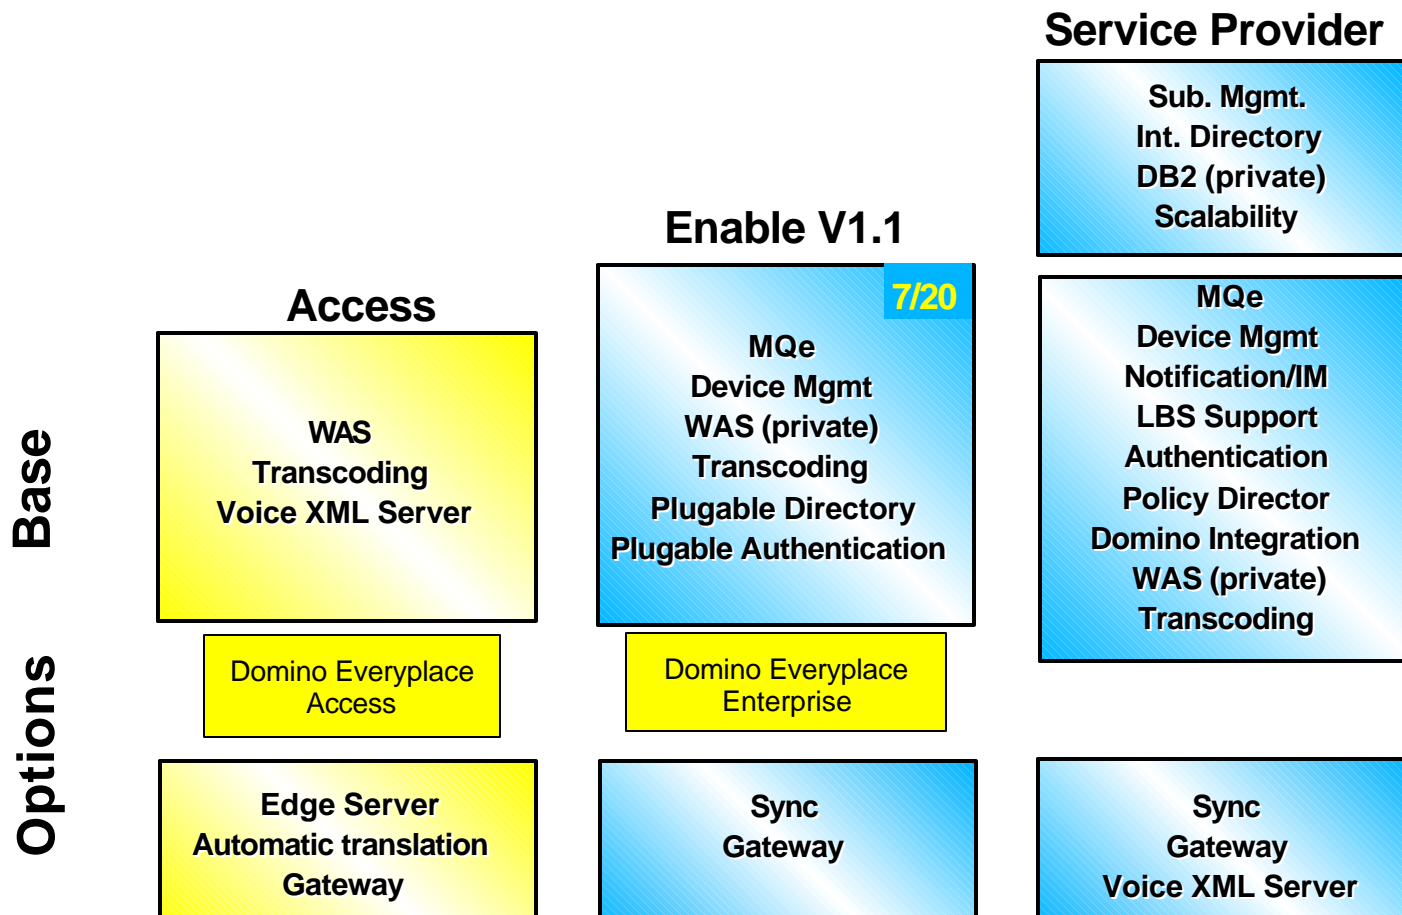 Service Provider
Sub. Mgmt.
Int. Directory
DB2 (private)
Scalability
Enable V1.1
7/20
MQe
Device Mgmt
WAS (private)
Transcoding
Plugable Directory
Plugable Authentication
Access
WAS
Transcoding
Voice XML Server
MQe
Device Mgmt
Notification/IM
LBS Support
Authentication
Policy Director
Domino Integration
WAS (private)
Transcoding
Base
Options
Domino Everyplace
Access
Domino Everyplace
Enterprise
Edge Server
Automatic translation
Gateway
Sync
Gateway
Sync
Gateway
Voice XML Server